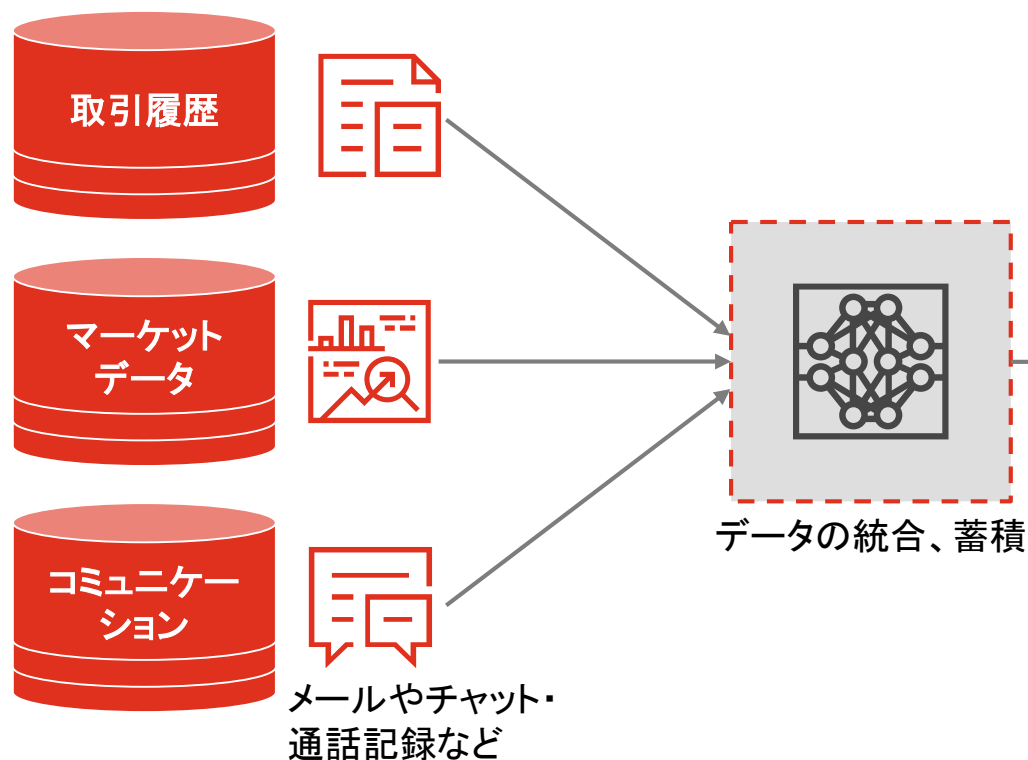 取引履歴
マーケット
データ
コミュニケー
ション
データの統合、蓄積
メールやチャット・
通話記録など